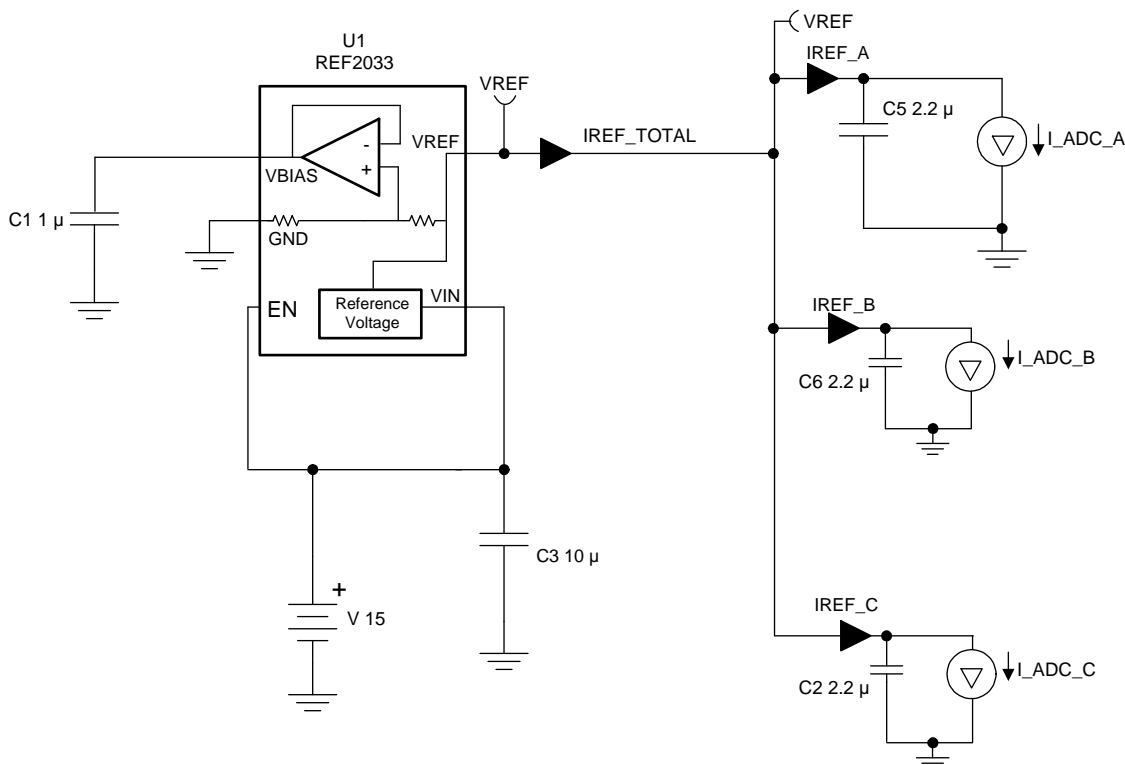 U1
REF2033
VREF
VREF
IREF_A
C5 2.2 µ
I_ADC_A
VREF
-
+
VBIAS
IREF_TOTAL
C1 1 µ
GND
EN
Reference
Voltage
VIN
IREF_B
C6 2.2 µ
I_ADC_B
C3 10 µ
+
V 15
IREF_C
C2 2.2 µ
I_ADC_C